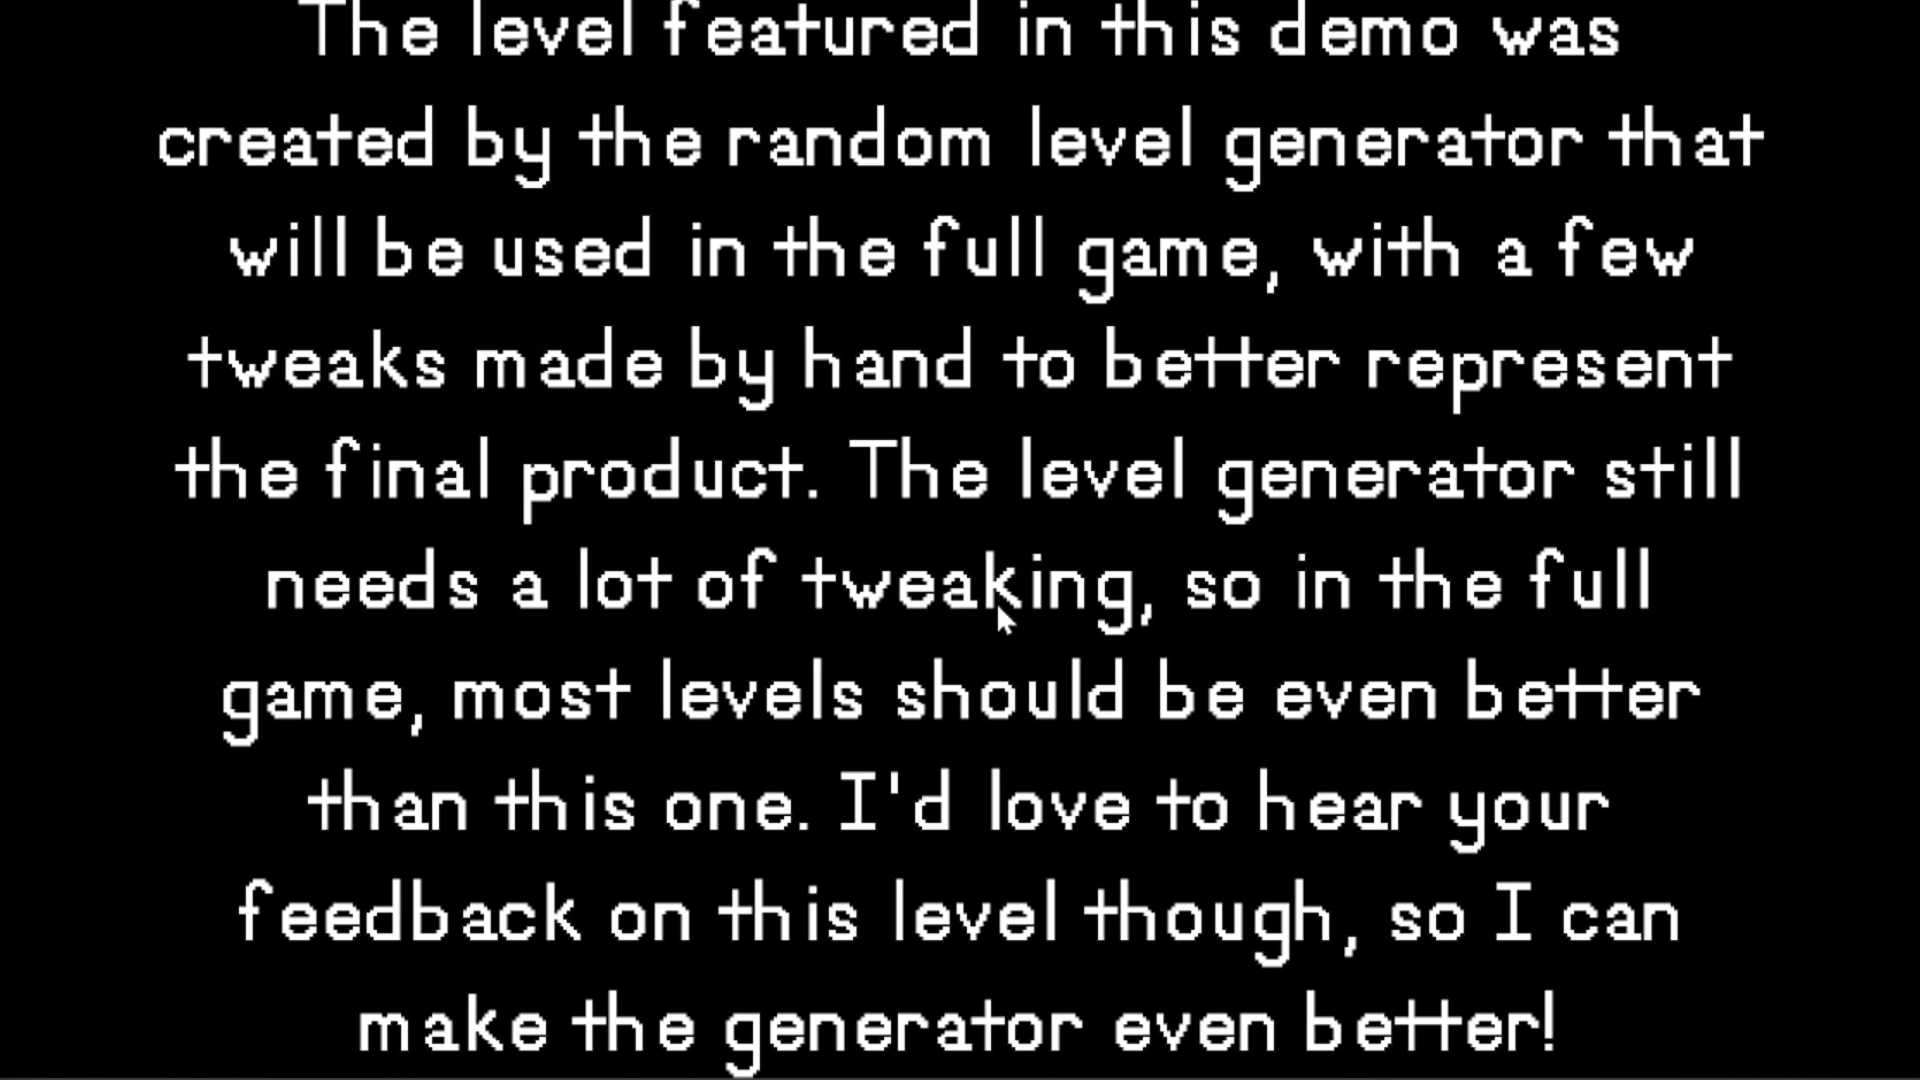 The level featured in this demo was
created by the random level generator that
will be used in the full game, with a few
tweaks made by hand to better represent
the final product. The level generator still
needs a lot of tweaking, so in the full
game, most levels should be even better
than this one. I'd love to hear your
feedback on this level though, so I can
make the generator even better!